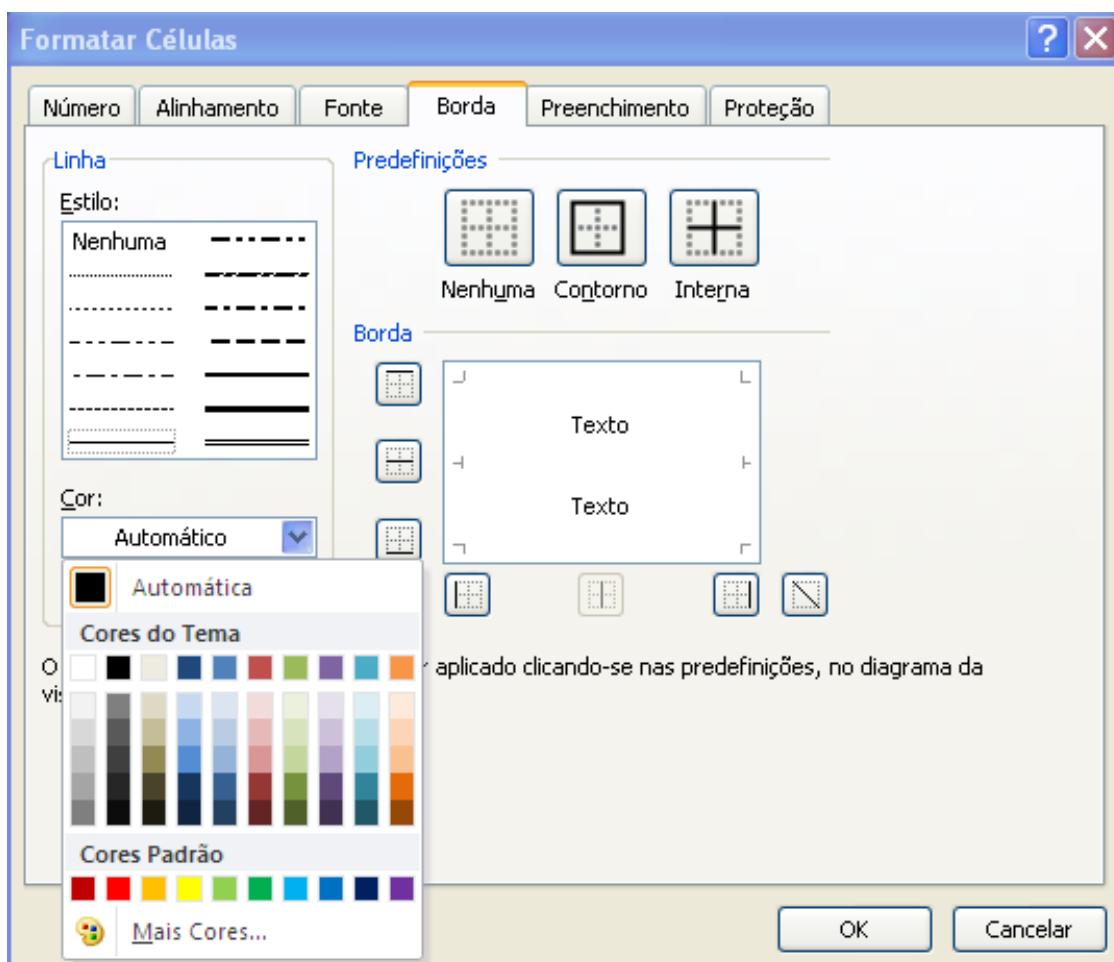 Formatar Células
Número Alinhamento Fonte Borda Preenchimento Proteção
Linha
Estilo:
Nenhuma
Cor:
Automático
Automática
Cores do Tema
Cores Padrão
Mais Cores...
Predefinições
Nenhuma Contorno Interna
Borda
Texto
Texto
O
aplicado clicando-se nas predefinições, no diagrama da
OK Cancelar